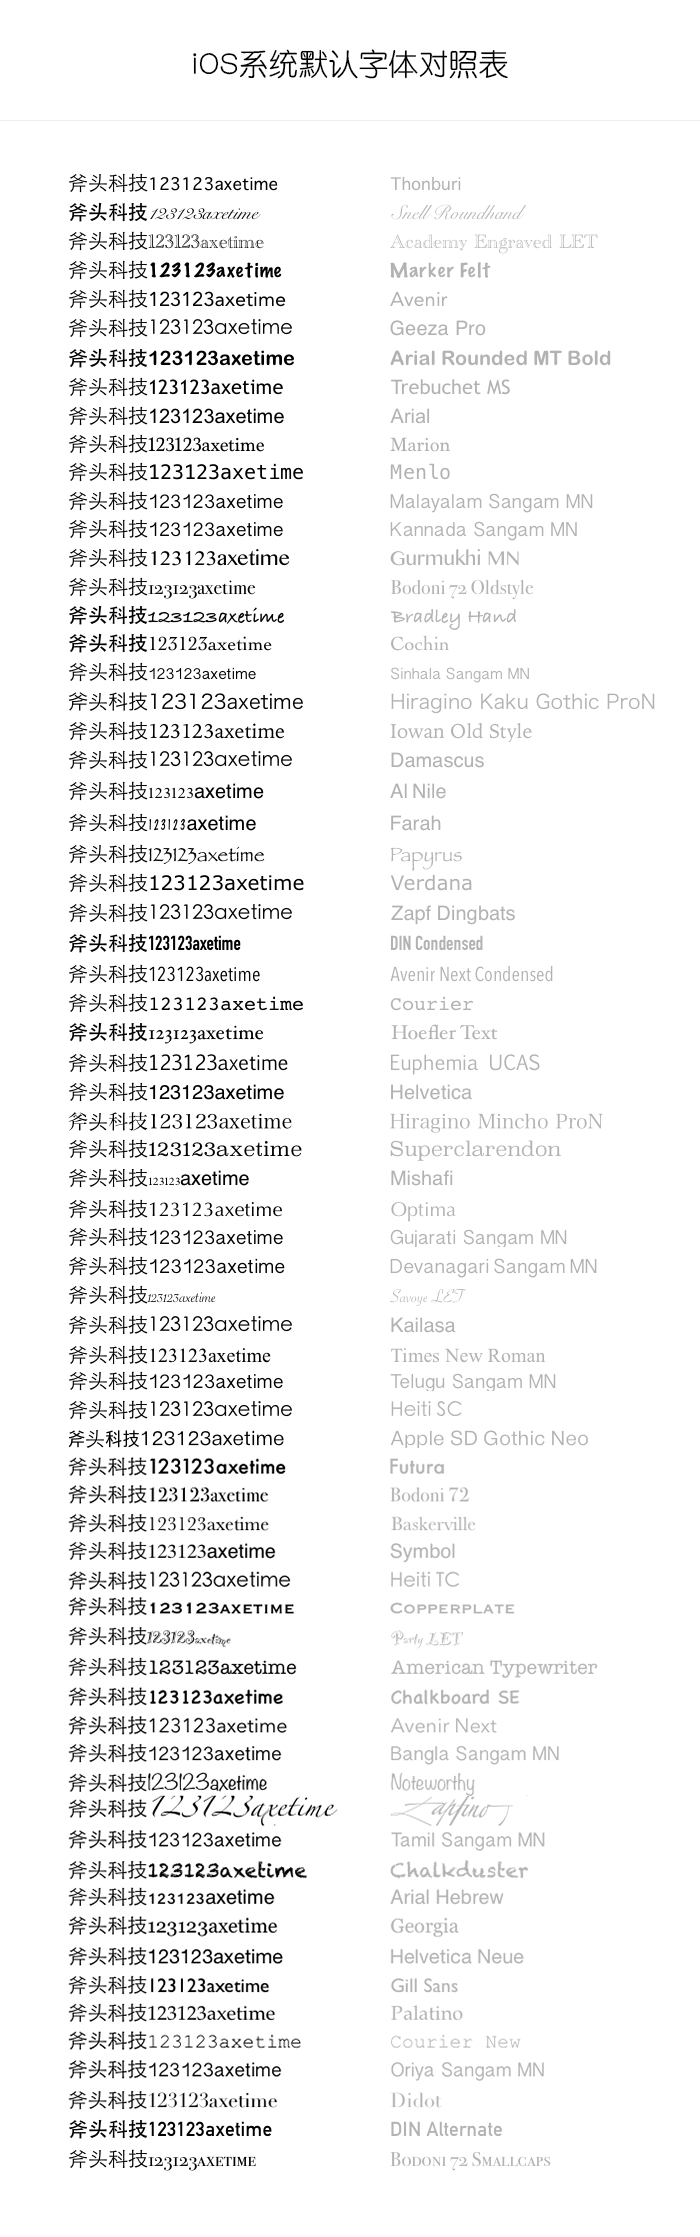 iOS系统默认字体对照表
斧头科技123123axetime Thonburi
斧头科技123123axetime Snell Roundhand
斧头科技123123axetime Academy Engraved LET
斧头科技123123axetime Marker Felt
斧头科技123123axetime Avenir
斧头科技123123axetime Geeza Pro
斧头科技123123axetime Arial Rounded MT Bold
斧头科技123123axetime Trebuchet MS
斧头科技123123axetime Arial
斧头科技123123axetime Marion
斧头科技123123axetime Menlo
斧头科技123123axetime Malayalam Sangam MN
斧头科技123123axetime Kannada Sangam MN
斧头科技123123axetime Gurmukhi MN
斧头科技123123axetime Bodoni 72 Oldstyle
斧头科技123123axetime Bradley Hand
斧头科技123123axetime Cochin
斧头科技123123axetime Sinhala Sangam MN
斧头科技123123axetime Hiragino Kaku Gothic ProN
斧头科技123123axetime Iowan Old Style
斧头科技123123axetime Damascus
斧头科技123123axetime Al Nile
斧头科技123123axetime Farah
斧头科技123123axetime Papyrus
斧头科技123123axetime Verdana
斧头科技123123axetime Zapf Dingbats
斧头科技123123axetime DIN Condensed
斧头科技123123axetime Avenir Next Condensed
斧头科技123123axetime Courier
斧头科技123123axetime Hoefler Text
斧头科技123123axetime Euphemia UCAS
斧头科技123123axetime Helvetica
斧头科技123123axetime Hiragino Mincho ProN
斧头科技123123axetime Superclarendon
斧头科技123123axetime Mishafi
斧头科技123123axetime Optima
斧头科技123123axetime Gujarati Sangam MN
斧头科技123123axetime Devanagari Sangam MN
斧头科技123123axetime Savoye LET
斧头科技123123axetime Kailasa
斧头科技123123axetime Times New Roman
斧头科技123123axetime Telugu Sangam MN
斧头科技123123axetime Heiti SC
斧头科技123123axetime Apple SD Gothic Neo
斧头科技123123axetime Futura
斧头科技123123axetime Bodoni 72
斧头科技123123axetime Baskerville
斧头科技123123axetime Symbol
斧头科技123123axetime Heiti TC
斧头科技123123AXETIME COPPERPLATE
斧头科技123123axetime Party LET
斧头科技123123axetime American Typewriter
斧头科技123123axetime Chalkboard SE
斧头科技123123axetime Avenir Next
斧头科技123123axetime Bangla Sangam MN
斧头科技123123axetime Noteworthy
斧头科技123123axetime Zapfino
斧头科技123123axetime Tamil Sangam MN
斧头科技123123axetime Chalkduster
斧头科技123123axetime Arial Hebrew
斧头科技123123axetime Georgia
斧头科技123123axetime Helvetica Neue
斧头科技123123axetime Gill Sans
斧头科技123123axetime Palatino
斧头科技123123axetime Courier New
斧头科技123123axetime Oriya Sangam MN
斧头科技123123axetime Didot
斧头科技123123axetime DIN Alternate
斧头科技123123AXETIME BODONI 72 SMALLCAPS